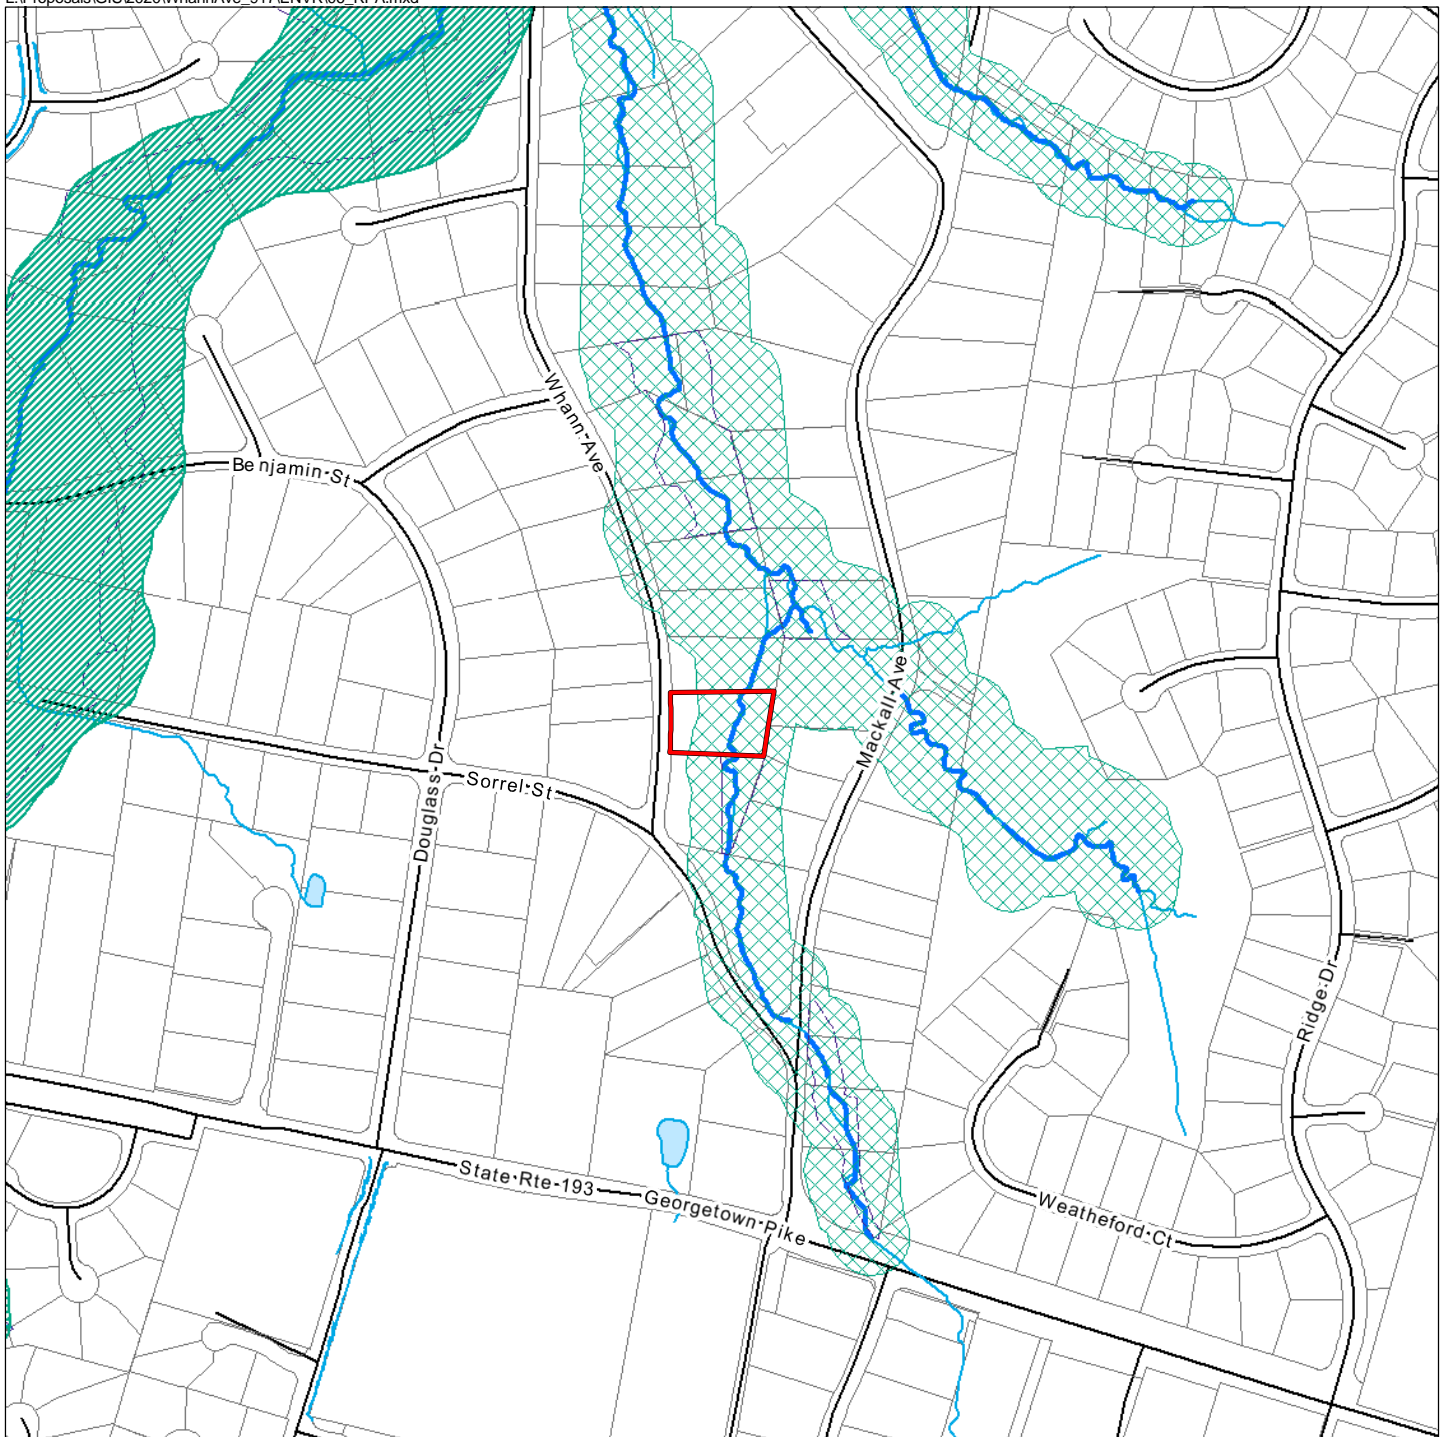 Whann Ave
Benjamin St
Mackall Ave
Sorrel St
Douglass Dr
Ridge Dr
State Rte 193
Georgetown Pike
Weatheford Ct